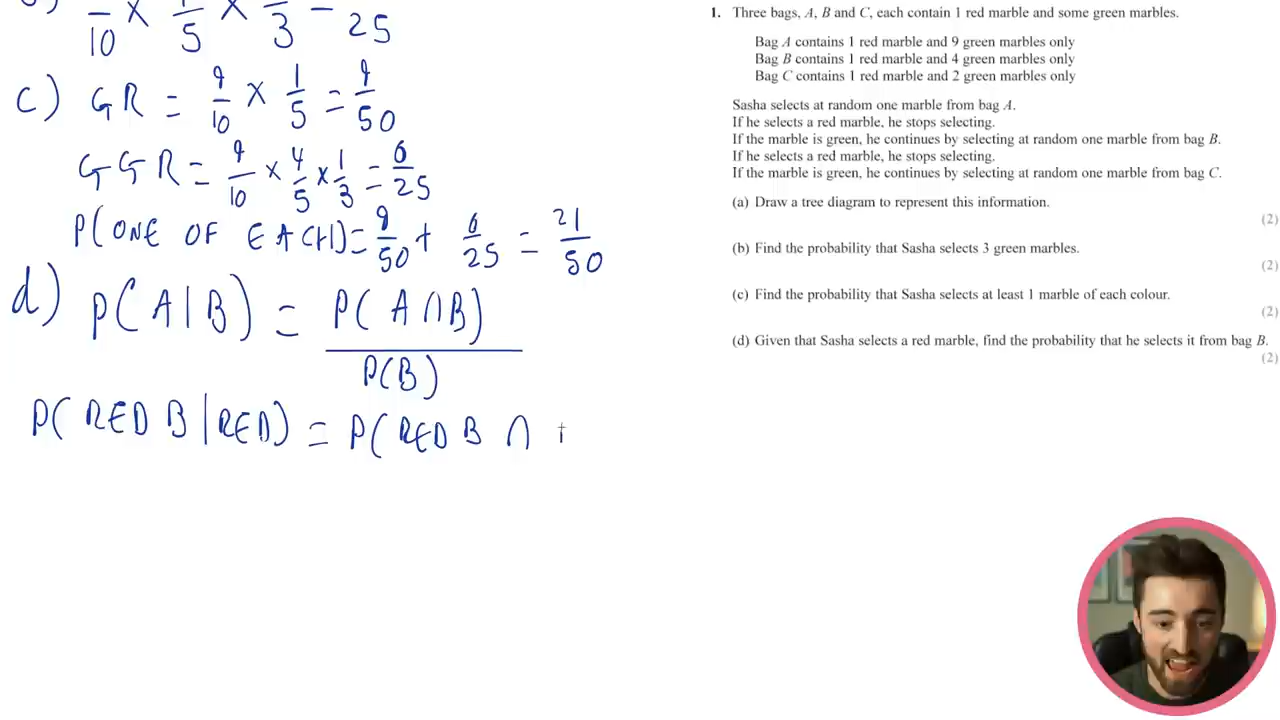 10 × 5 × 3 = 25
c) GR = 9/10 × 1/5 = 9/50
GGR = 9/10 × 4/5 × 1/3 = 6/25
P(ONE OF EACH) = 9/50 + 6/25 = 21/50
d) P(A|B) = P(A∩B)
P(B)
P(RED B|RED) = P(RED B ∩
1. Three bags, A, B and C, each contain 1 red marble and some green marbles.
Bag A contains 1 red marble and 9 green marbles only
Bag B contains 1 red marble and 4 green marbles only
Bag C contains 1 red marble and 2 green marbles only
Sasha selects at random one marble from bag A.
If he selects a red marble, he stops selecting.
If the marble is green, he continues by selecting at random one marble from bag B.
If he selects a red marble, he stops selecting.
If the marble is green, he continues by selecting at random one marble from bag C.
(a) Draw a tree diagram to represent this information.
(2)
(b) Find the probability that Sasha selects 3 green marbles.
(2)
(c) Find the probability that Sasha selects at least 1 marble of each colour.
(2)
(d) Given that Sasha selects a red marble, find the probability that he selects it from bag B.
(2)